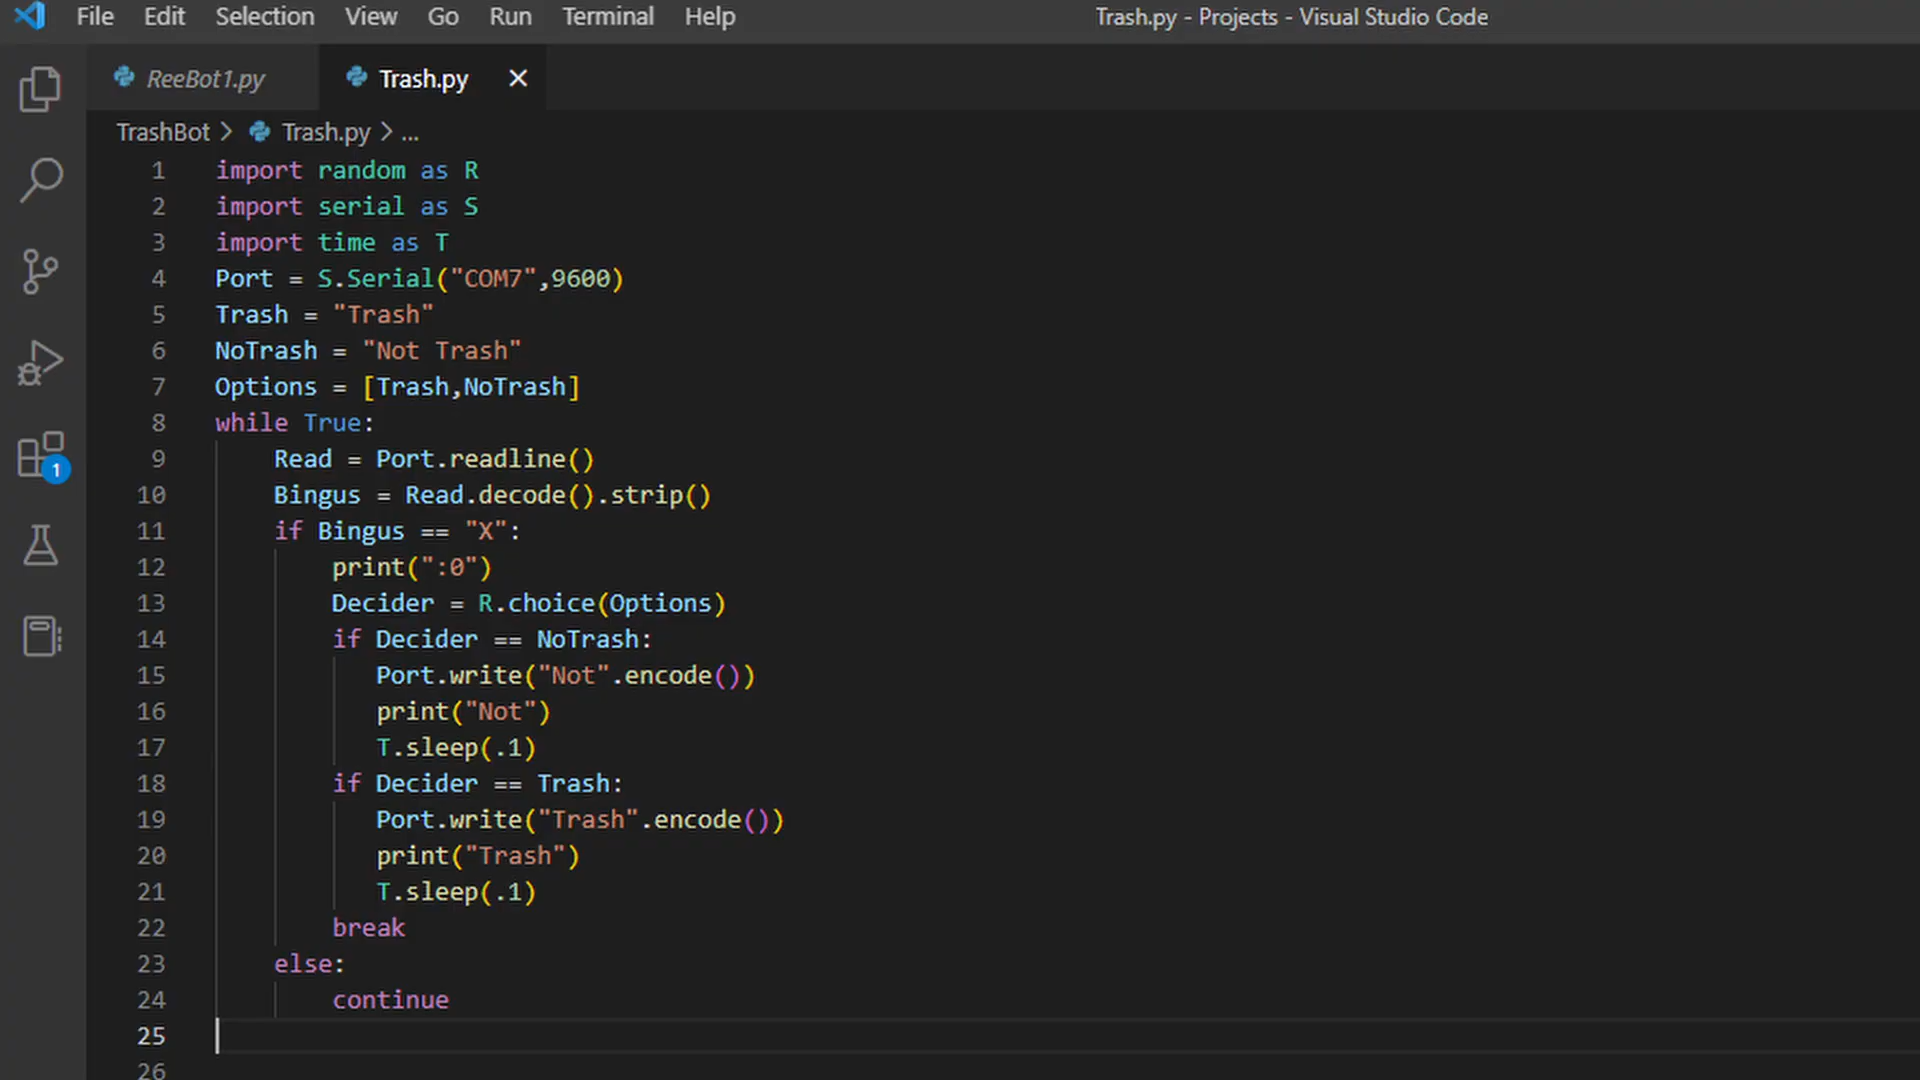 File Edit Selection View Go Run Terminal Help Trash.py - Projects - Visual Studio Code
ReeBot1.py Trash.py
TrashBot > Trash.py > ...
1 import random as R
2 import serial as S
3 import time as T
4 Port = S.Serial("COM7",9600)
5 Trash = "Trash"
6 NoTrash = "Not Trash"
7 Options = [Trash,NoTrash]
8 while True:
9     Read = Port.readline()
10     Bingus = Read.decode().strip()
11     if Bingus == "X":
12         print(":0")
13         Decider = R.choice(Options)
14         if Decider == NoTrash:
15            Port.write("Not".encode())
16            print("Not")
17            T.sleep(.1)
18         if Decider == Trash:
19            Port.write("Trash".encode())
20            print("Trash")
21            T.sleep(.1)
22         break
23     else:
24         continue
25
26
1